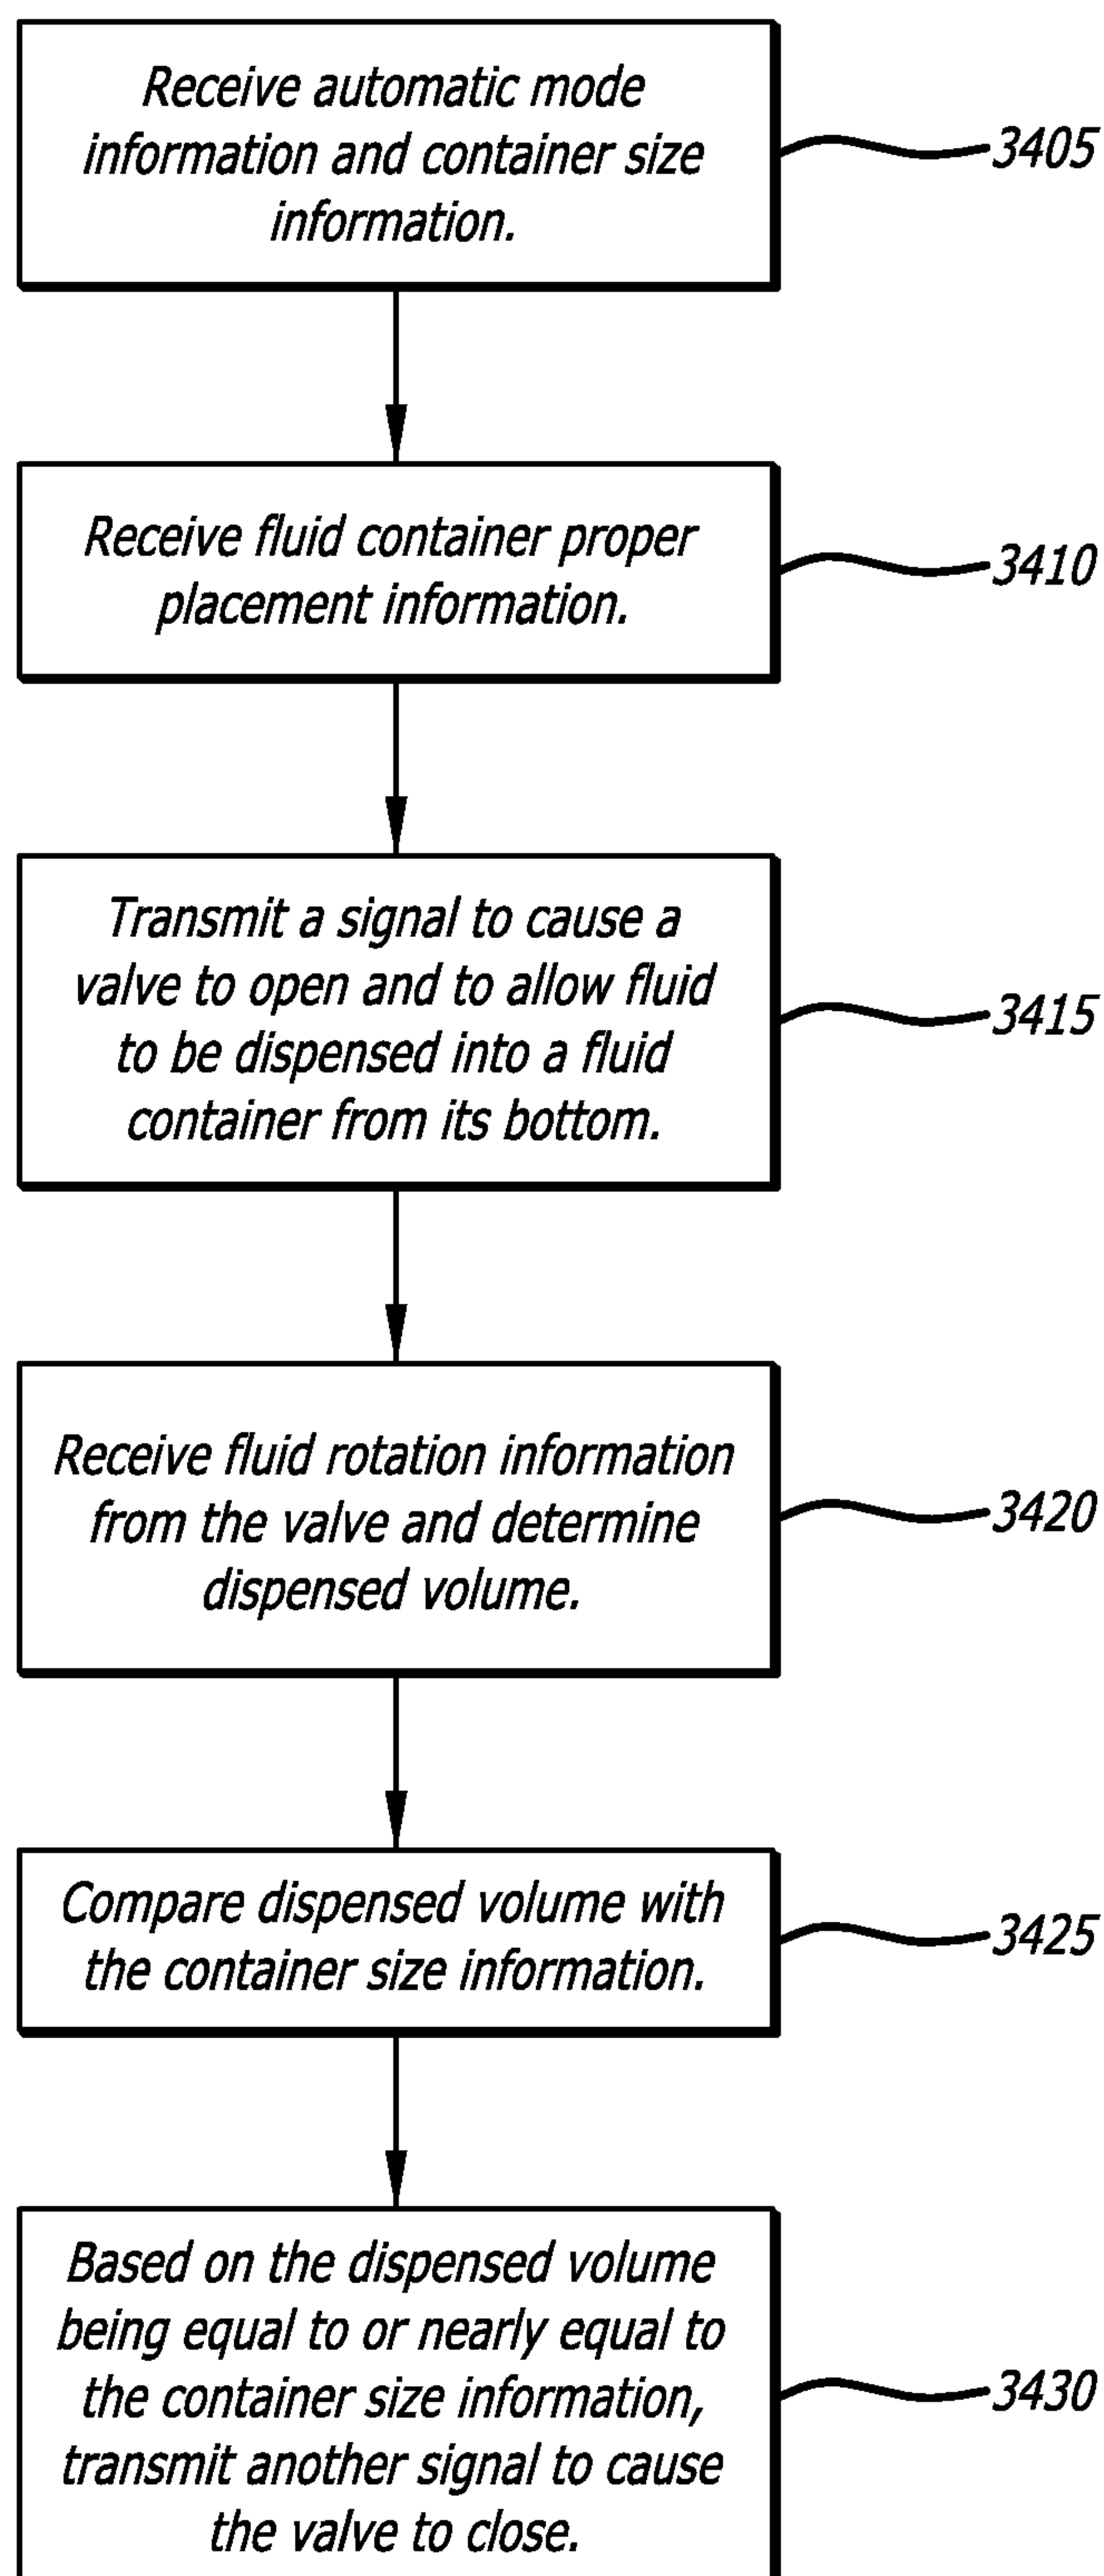 Receive automatic mode
information and container size
information.
3405
Receive fluid container proper
placement information.
3410
Transmit a signal to cause a
valve to open and to allow fluid
to be dispensed into a fluid
container from its bottom.
3415
Receive fluid rotation information
from the valve and determine
dispensed volume.
3420
Compare dispensed volume with
the container size information.
3425
Based on the dispensed volume
being equal to or nearly equal to
the container size information,
transmit another signal to cause
the valve to close.
3430